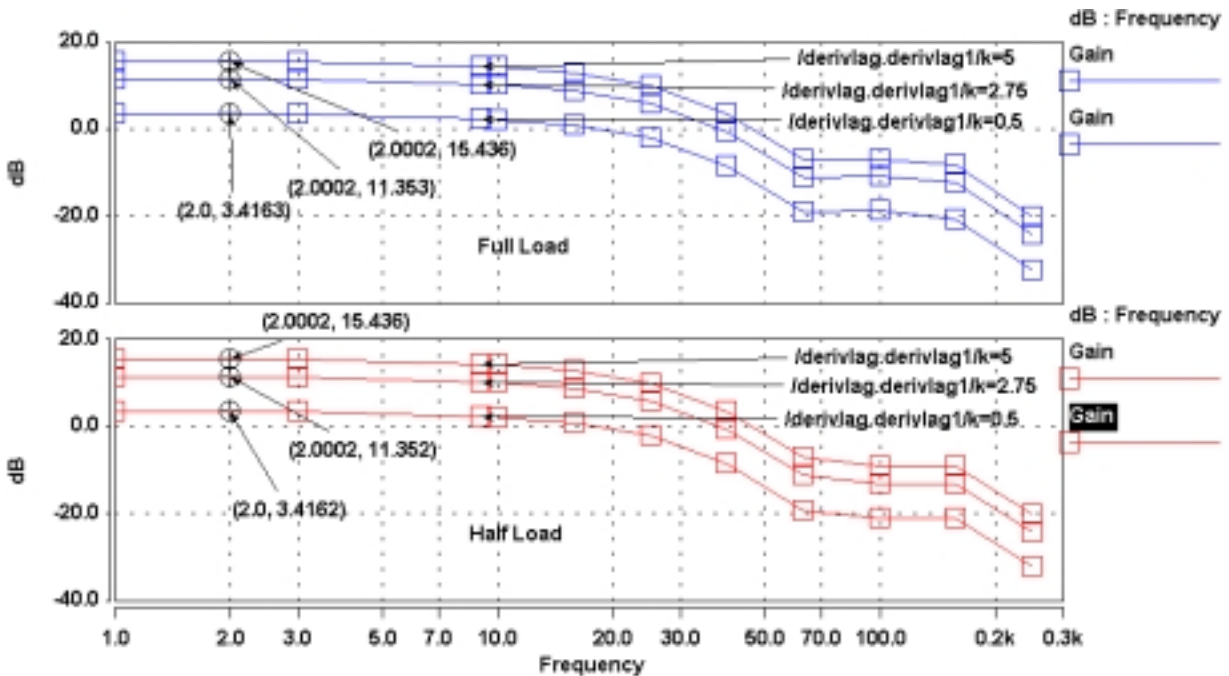 dB : Frequency
20.0
/derivlag.derivlag1/k=5
Gain
/derivlag.derivlag1/k=2.75
0.0
/derivlag.derivlag1/k=0.5
Gain
dB
(2.0002, 15.436)
(2.0002, 11.353)
(2.0, 3.4163)
-20.0
Full Load
-40.0
(2.0002, 15.436)
dB : Frequency
20.0
/derivlag.derivlag1/k=5
Gain
/derivlag.derivlag1/k=2.75
0.0
/derivlag.derivlag1/k=0.5
Gain
dB
(2.0002, 11.352)
(2.0, 3.4162)
-20.0
Half Load
-40.0
1.0 2.0 3.0 5.0 7.0 10.0 20.0 30.0 50.0 70.0 100.0 0.2k 0.3k
Frequency